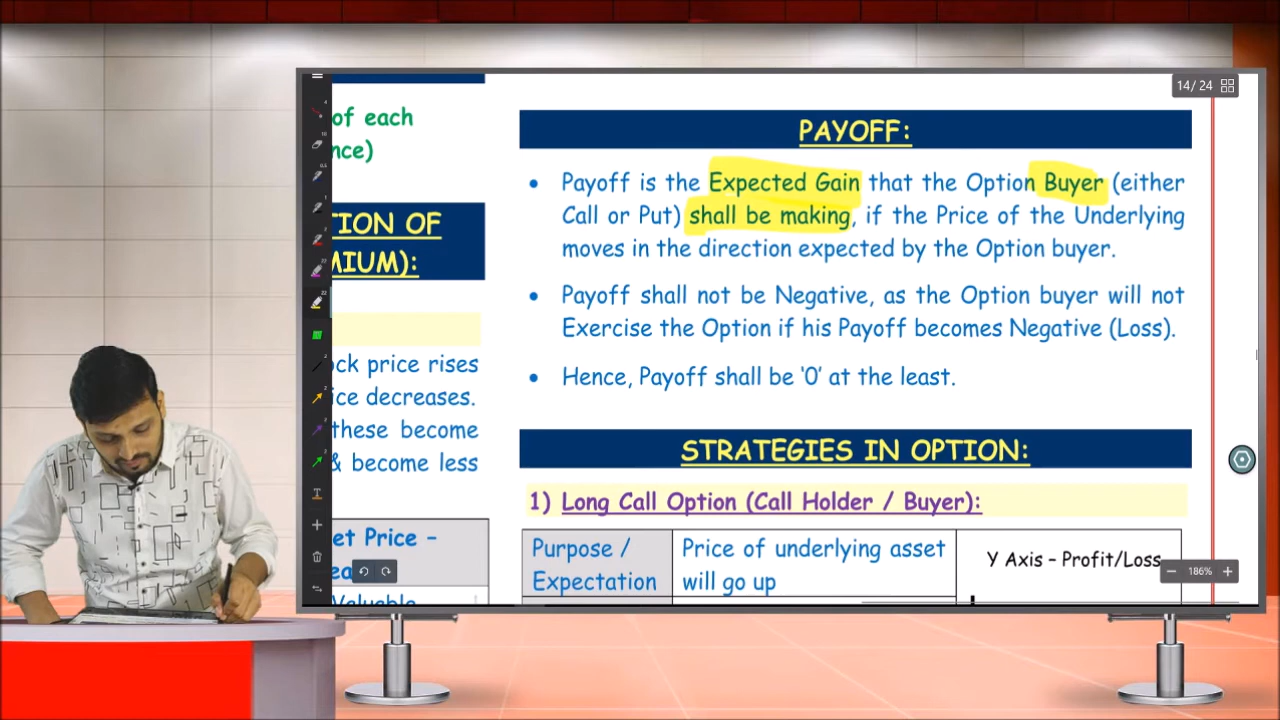 of each
nce)
TION OF
MIUM):
ock price rises
ice decreases.
these become
& become less
et Price –
Valuable
14/24
PAYOFF:
• Payoff is the Expected Gain that the Option Buyer (either
Call or Put) shall be making, if the Price of the Underlying
moves in the direction expected by the Option buyer.
• Payoff shall not be Negative, as the Option buyer will not
Exercise the Option if his Payoff becomes Negative (Loss).
• Hence, Payoff shall be ‘0’ at the least.
STRATEGIES IN OPTION:
1) Long Call Option (Call Holder / Buyer):
Purpose /
Expectation
Price of underlying asset
will go up
Y Axis – Profit/Loss
186%